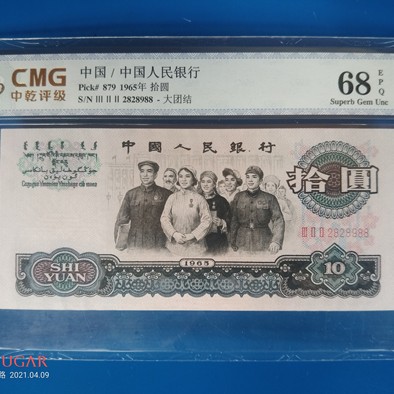 CMG
中乾评级
中国 / 中国人民银行
Pick# 879 1965年 拾圆
S/N III II II 2828988 - 大团结
68
EPQ
Superb Gem Unc
中國人民銀行
拾圓
III II II 2828988
SHI
YUAN
1965
10
UGAR
2021.04.09